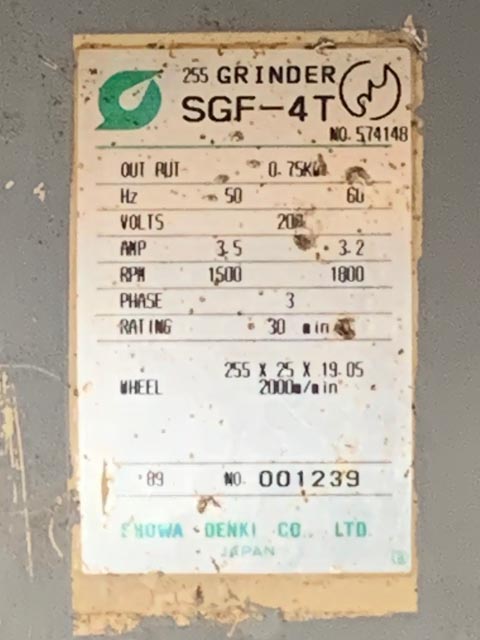 255 GRINDER
SGF-4T
NO. 574148
OUT PUT 0.75KW
Hz 50 60
VOLTS 200
AMP 3.5 3.2
RPM 1500 1800
PHASE 3
RATING 30 min
WHEEL 255 X 25 X 19.05
2000m/min
'89 NO. 001239
SHOWA DENKI CO., LTD.
JAPAN